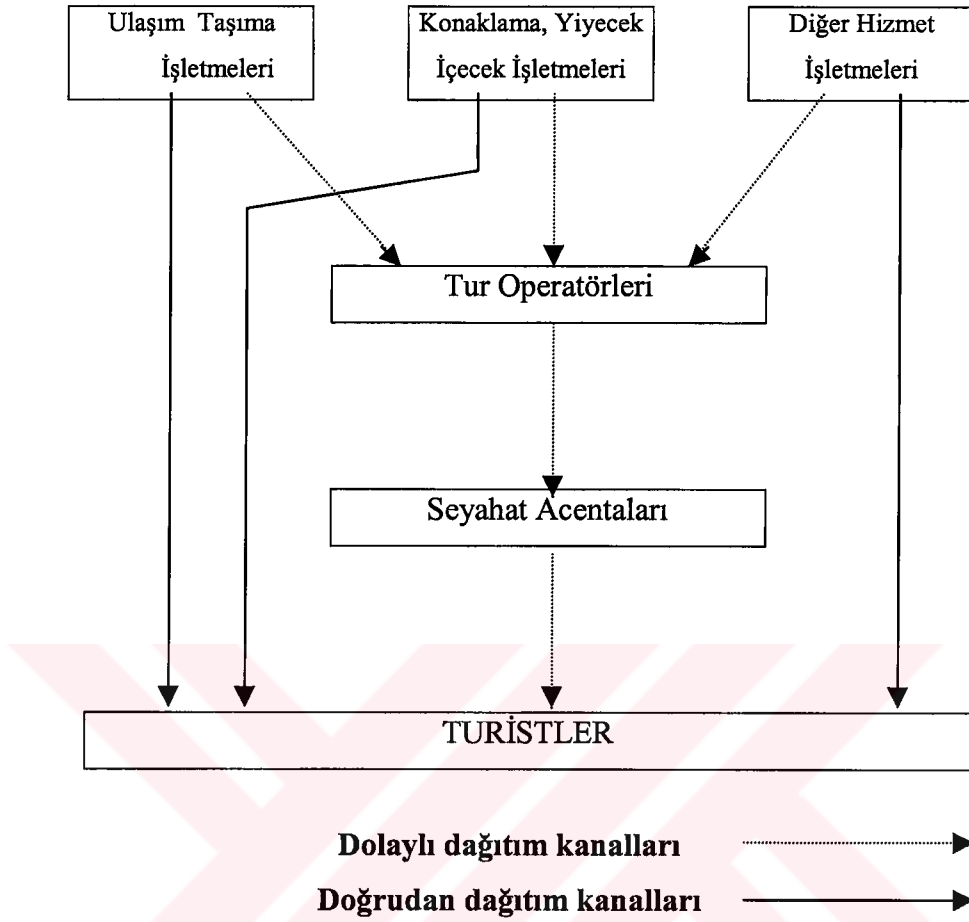 Ulaşım Taşıma
İşletmeleri
Konaklama, Yiyecek
İçecek İşletmeleri
Diğer Hizmet
İşletmeleri
Tur Operatörleri
Seyahat Acentaları
TURİSTLER
Dolaylı dağıtım kanalları
Doğrudan dağıtım kanalları